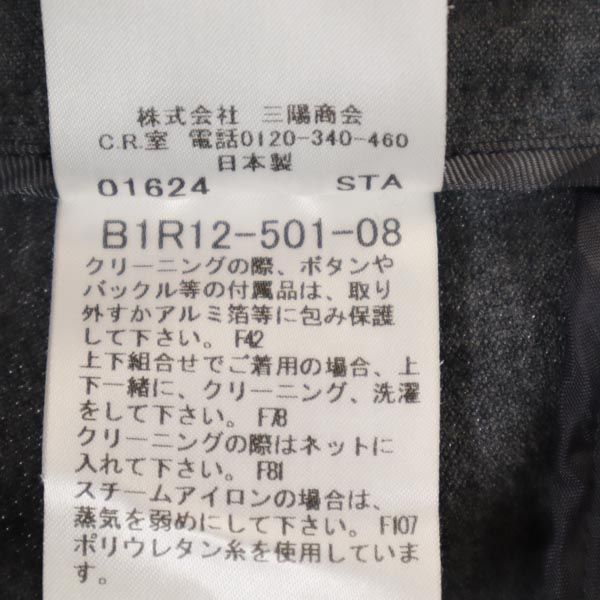 株式会社 三陽商会
C.R.室 電話0120-340-460
日本製
01624 STA
B1R12-501-08
クリーニングの際、ボタンや
バックル等の付属品は、取り
外すかアルミ箔等に包み保護
して下さい。 F42
上下組合せでご着用の場合、上
下一緒に、クリーニング、洗濯
をして下さい。 F78
クリーニングの際はネットに
入れて下さい。 F81
スチームアイロンの場合は、
蒸気を弱めにして下さい。 F107
ポリウレタン糸を使用していま
す。